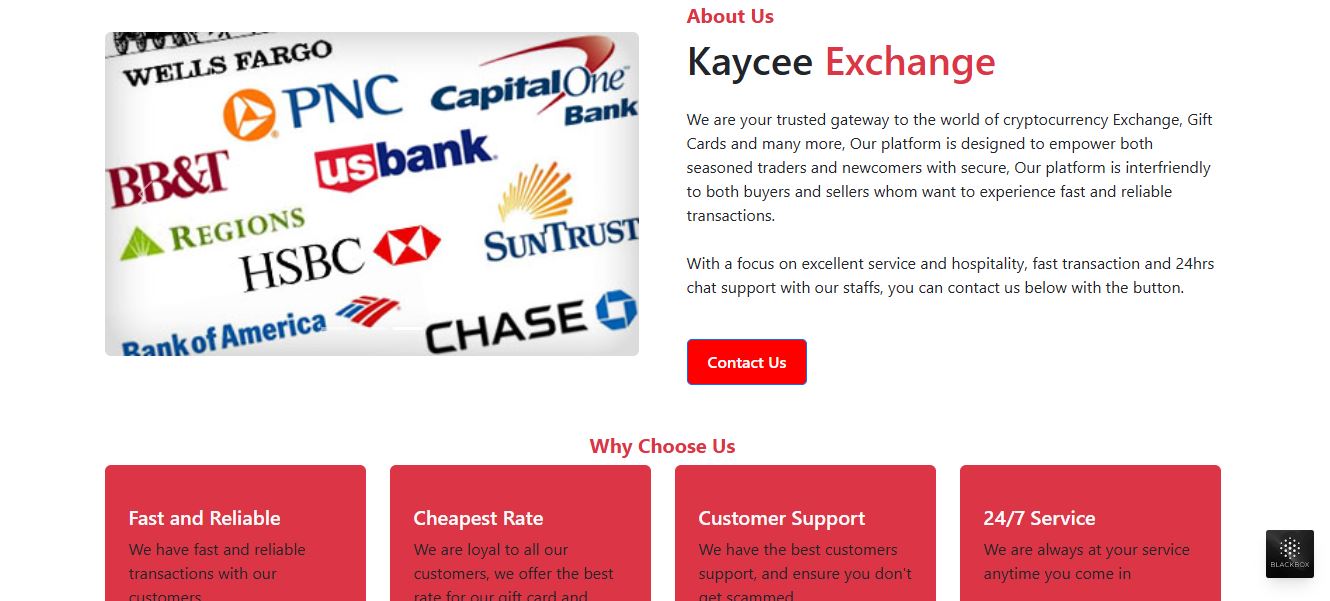 About Us
Kaycee Exchange
WELLS FARGO
PNC
CapitalOne
Bank
BB&T
usbank
REGIONS
HSBC
SUNTRUST
Bank of America
CHASE
We are your trusted gateway to the world of cryptocurrency Exchange, Gift
Cards and many more, Our platform is designed to empower both
seasoned traders and newcomers with secure, Our platform is interfriendly
to both buyers and sellers whom want to experience fast and reliable
transactions.
With a focus on excellent service and hospitality, fast transaction and 24hrs
chat support with our staffs, you can contact us below with the button.
Contact Us
Why Choose Us
Fast and Reliable
We have fast and reliable
transactions with our
customers
Cheapest Rate
We are loyal to all our
customers, we offer the best
rate for our gift card and
Customer Support
We have the best customers
support, and ensure you don't
get scammed
24/7 Service
We are always at your service
anytime you come in
BLACKBOX